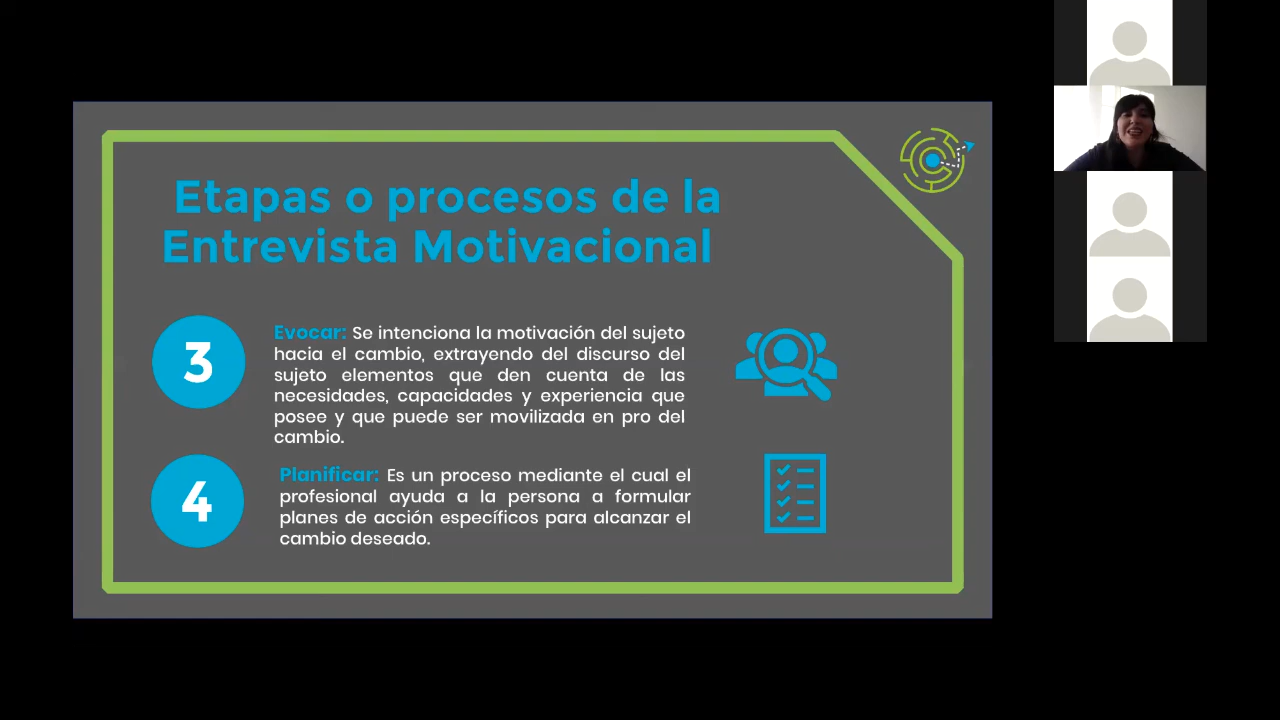 Etapas o procesos de la
Entrevista Motivacional
3
Evocar: Se intenciona la motivación del sujeto
hacia el cambio, extrayendo del discurso del
sujeto elementos que den cuenta de las
necesidades, capacidades y experiencia que
posee y que puede ser movilizada en pro del
cambio.
4
Planificar: Es un proceso mediante el cual el
profesional ayuda a la persona a formular
planes de acción específicos para alcanzar el
cambio deseado.